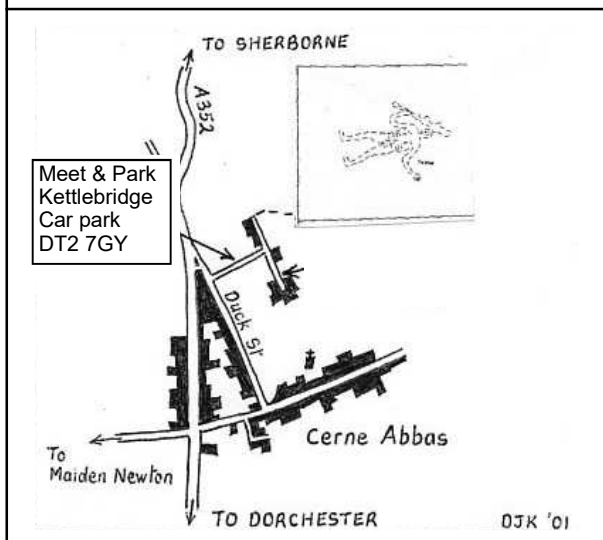 TO SHERBORNE
A352
Meet & Park
Kettlebridge
Car park
DT2 7GY
Duck St
Cerne Abbas
To
Maiden Newton
TO DORCHESTER
DJK '01